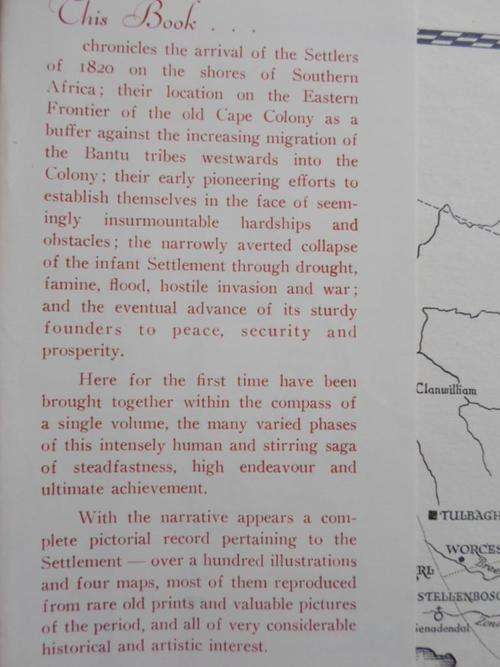 This Book . . .
chronicles the arrival of the Settlers
of 1820 on the shores of Southern
Africa; their location on the Eastern
Frontier of the old Cape Colony as a
buffer against the increasing migration of
the Bantu tribes westwards into the
Colony; their early pioneering efforts to
establish themselves in the face of seem-
ingly insurmountable hardships and
obstacles; the narrowly averted collapse
of the infant Settlement through drought,
famine, flood, hostile invasion and war;
and the eventual advance of its sturdy
founders to peace, security and
prosperity.
Here for the first time have been
brought together within the compass of
a single volume, the many varied phases
of this intensely human and stirring saga
of steadfastness, high endeavour and
ultimate achievement.
With the narrative appears a com-
plete pictorial record pertaining to the
Settlement — over a hundred illustrations
and four maps, most of them reproduced
from rare old prints and valuable pictures
of the period, and all of very considerable
historical and artistic interest.
Clanwilliam
TULBAGH
WORCES
RL
STELLENBOSC
ienadendal